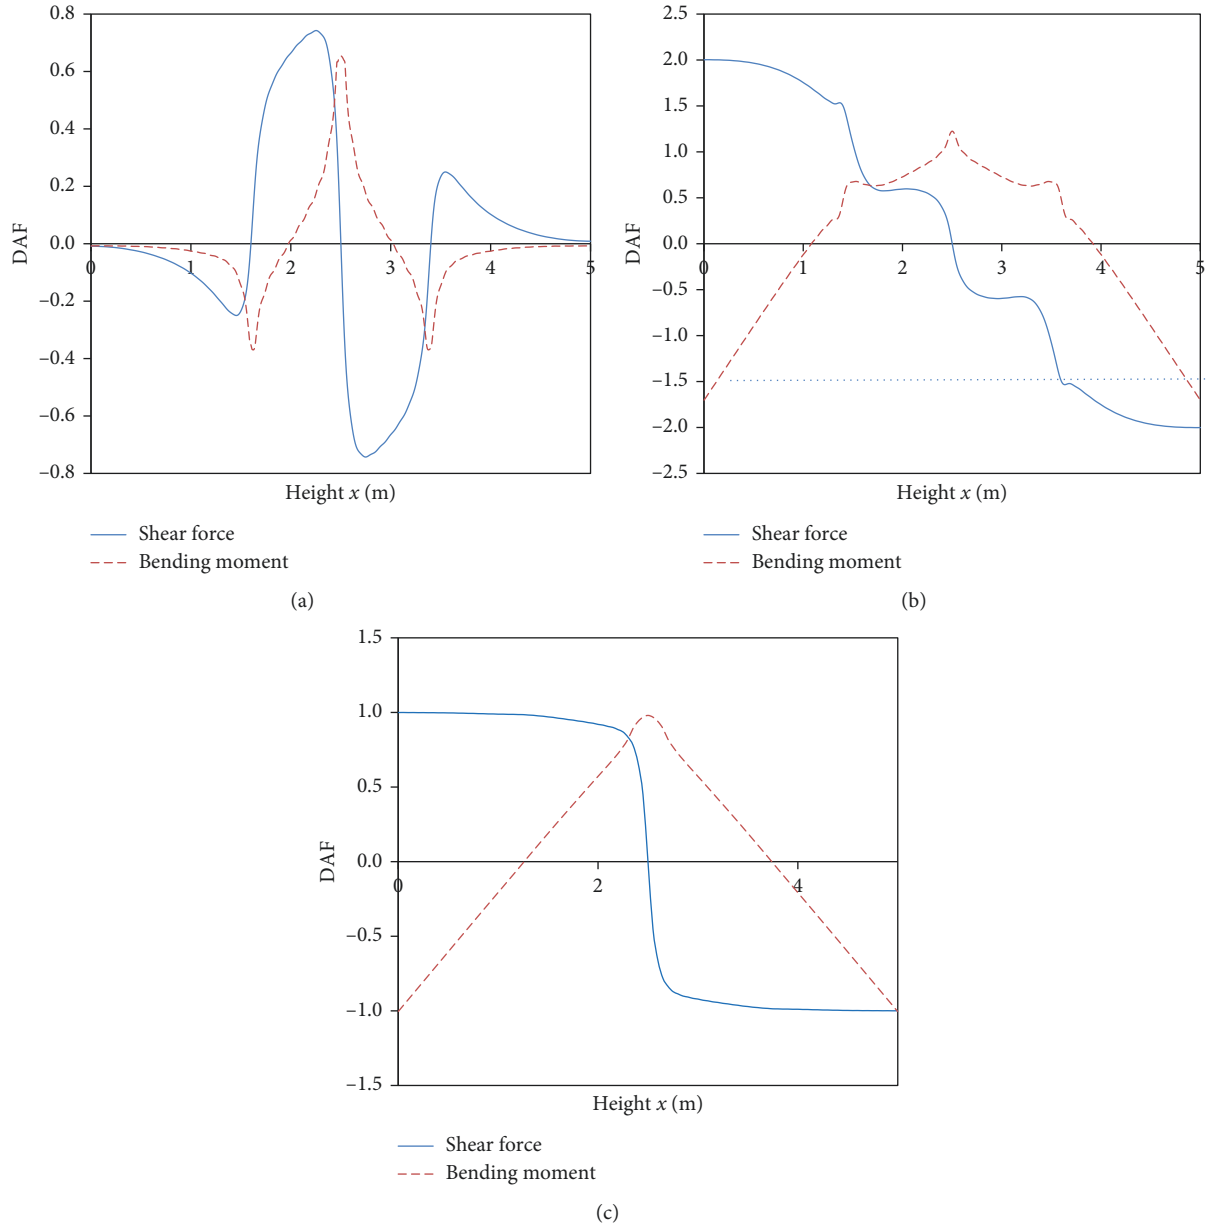 0.8
0.6
0.4
0.2
0.0
−0.2
−0.4
−0.6
−0.8
DAF
0 1 2 3 4 5
Height x (m)
Shear force
Bending moment
(a)
2.5
2.0
1.5
1.0
0.5
0.0
−0.5
−1.0
−1.5
−2.0
−2.5
DAF
0 1 2 3 4 5
Height x (m)
Shear force
Bending moment
(b)
1.5
1.0
0.5
0.0
−0.5
−1.0
−1.5
DAF
0 2 4
Height x (m)
Shear force
Bending moment
(c)